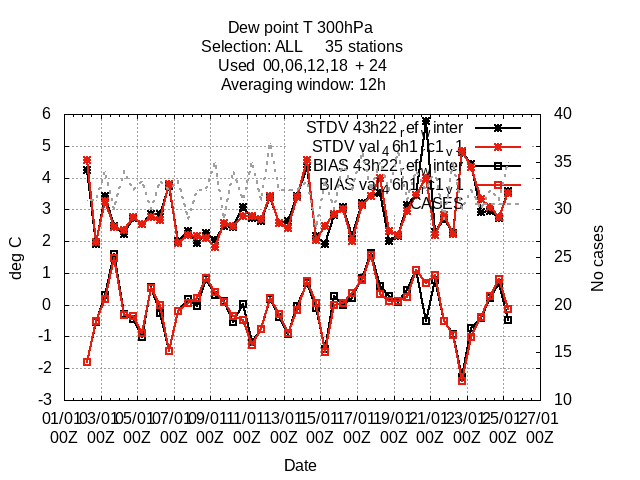 Dew point T 300hPa
Selection: ALL 35 stations
Used 00,06,12,18 + 24
Averaging window: 12h
STDV 43h22refwinter
STDV val46h1rc1v1
BIAS 43h22refwinter
BIAS val46h1rc1v1
CASES
deg C
6
5
4
3
2
1
0
-1
-2
-3
No cases
40
35
30
25
20
15
10
01/01 03/01 05/01 07/01 09/01 11/01 13/01 15/01 17/01 19/01 21/01 23/01 25/01 27/01
00Z 00Z 00Z 00Z 00Z 00Z 00Z 00Z 00Z 00Z 00Z 00Z 00Z 00Z
Date